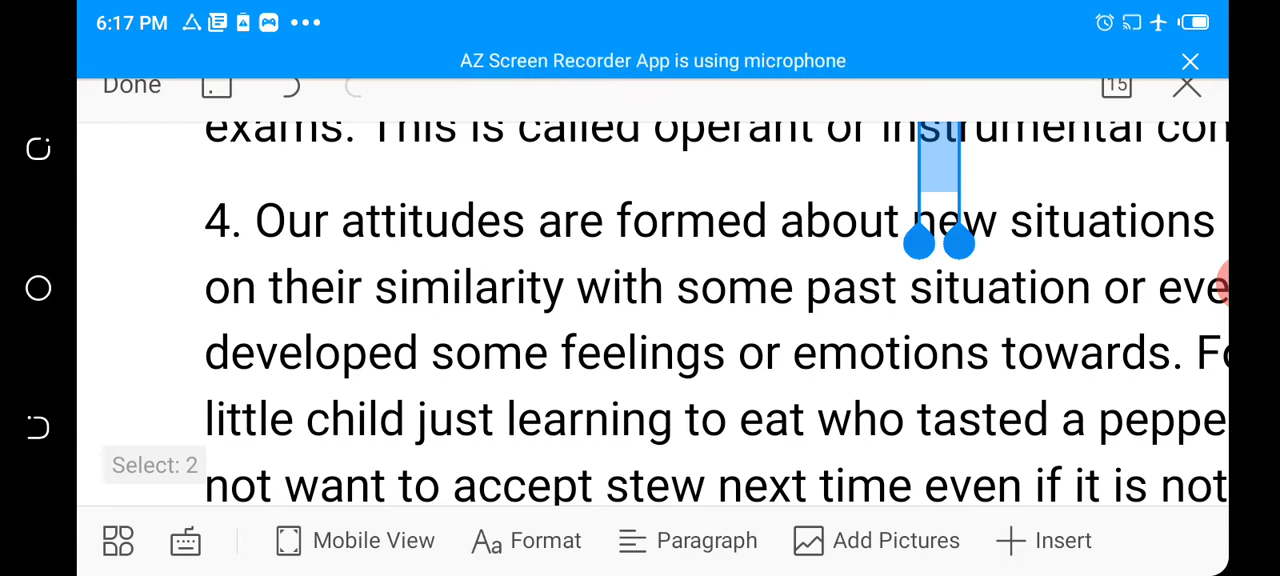 6:17 PM
AZ Screen Recorder App is using microphone
Done
15
exams. This is called operant or instrumental con
4. Our attitudes are formed about new situations
on their similarity with some past situation or eve
developed some feelings or emotions towards. Fo
little child just learning to eat who tasted a peppe
not want to accept stew next time even if it is not
Select: 2
Mobile View
Aa Format
Paragraph
Add Pictures
Insert